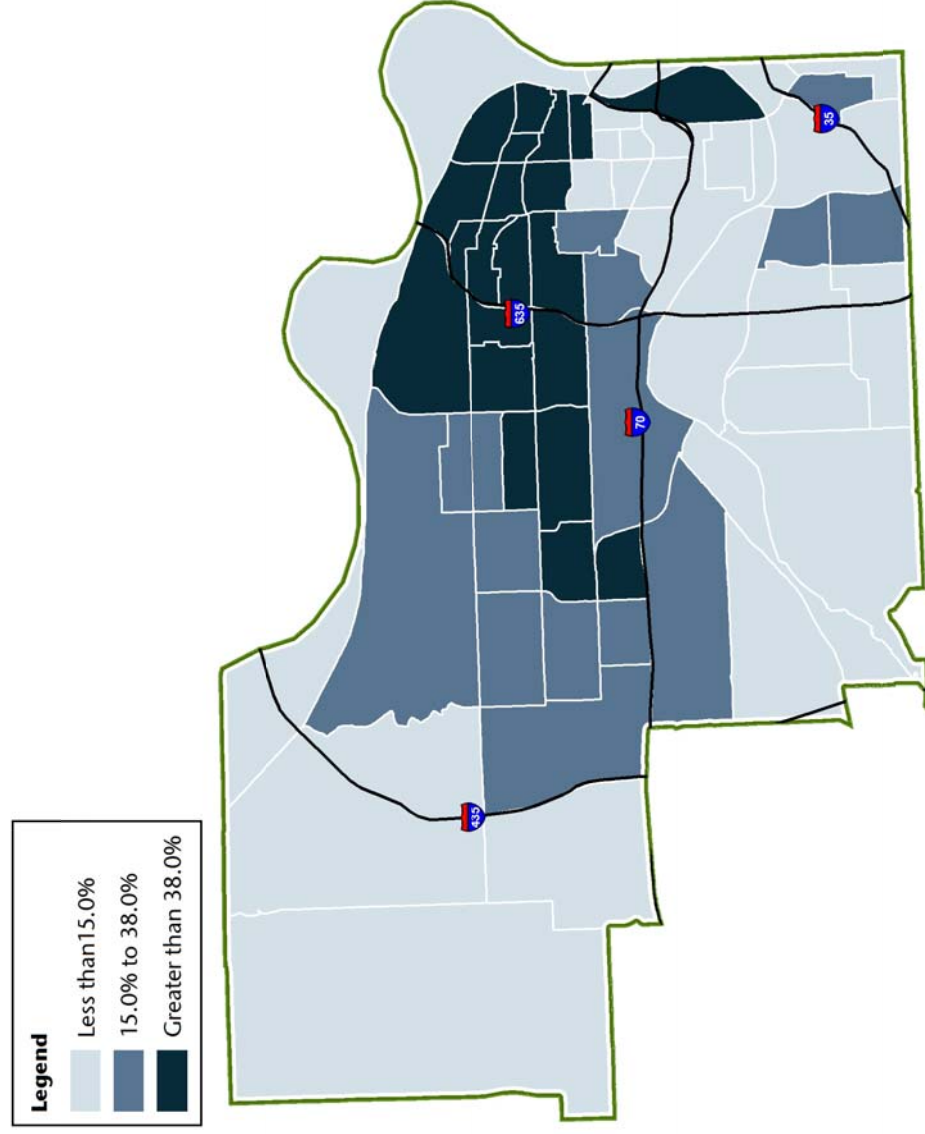 Legend
Less than15.0%
15.0% to 38.0%
Greater than 38.0%
435
635
70
35